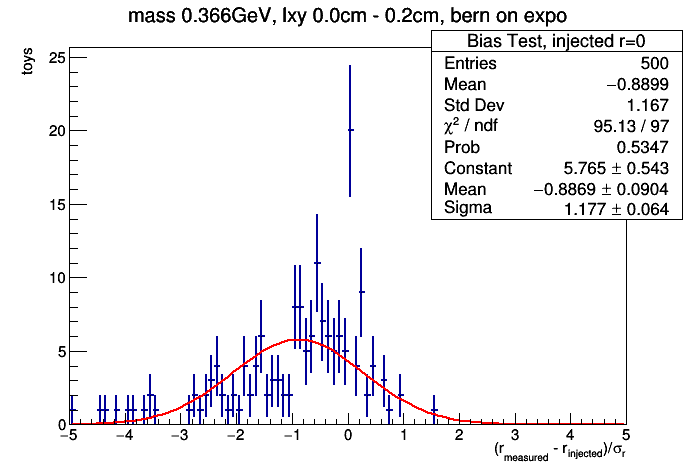 mass 0.366GeV, lxy 0.0cm - 0.2cm, bern on expo
toys
Bias Test, injected r=0
Entries 500
Mean −0.8899
Std Dev 1.167
χ² / ndf 95.13 / 97
Prob 0.5347
Constant 5.765 ± 0.543
Mean −0.8869 ± 0.0904
Sigma 1.177 ± 0.064
25
20
15
10
5
0
−5 −4 −3 −2 −1 0 1 2 3 4 5
(r_measured - r_injected)/σ_r